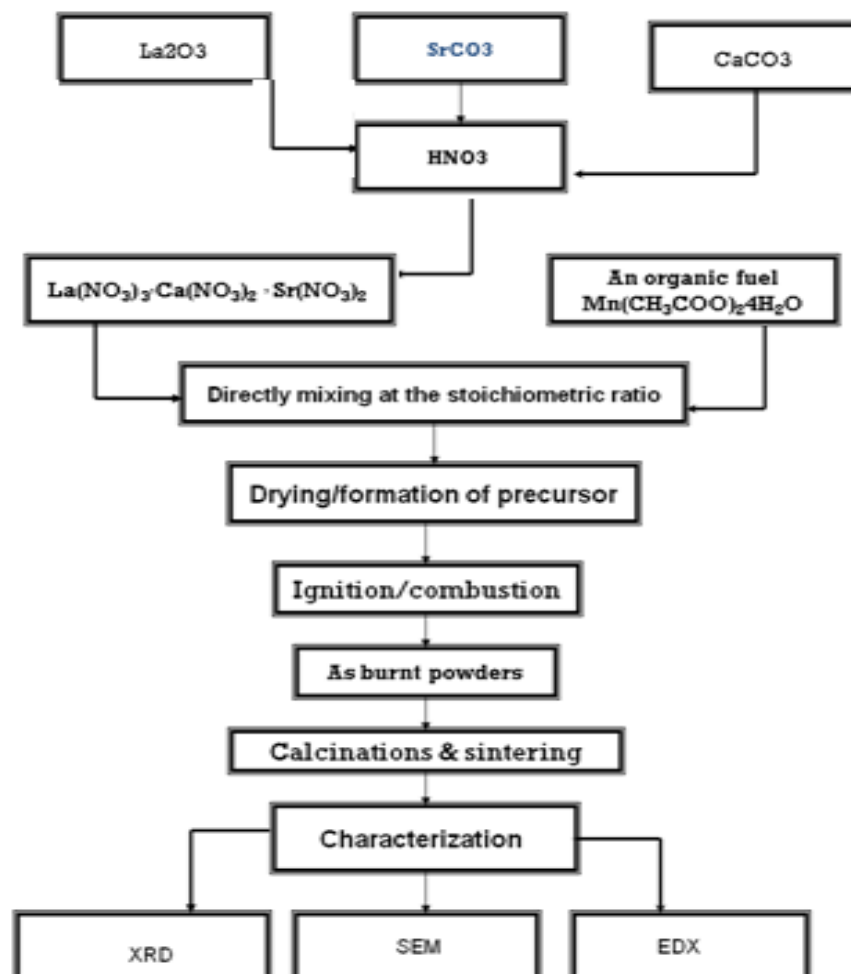 La2O3
SrCO3
CaCO3
HNO3
La(NO₃)₃·Ca(NO₃)₂ ·Sr(NO₃)₂
An organic fuel
Mn(CH₃COO)₂4H₂O
Directly mixing at the stoichiometric ratio
Drying/formation of precursor
Ignition/combustion
As burnt powders
Calcinations & sintering
Characterization
XRD
SEM
EDX